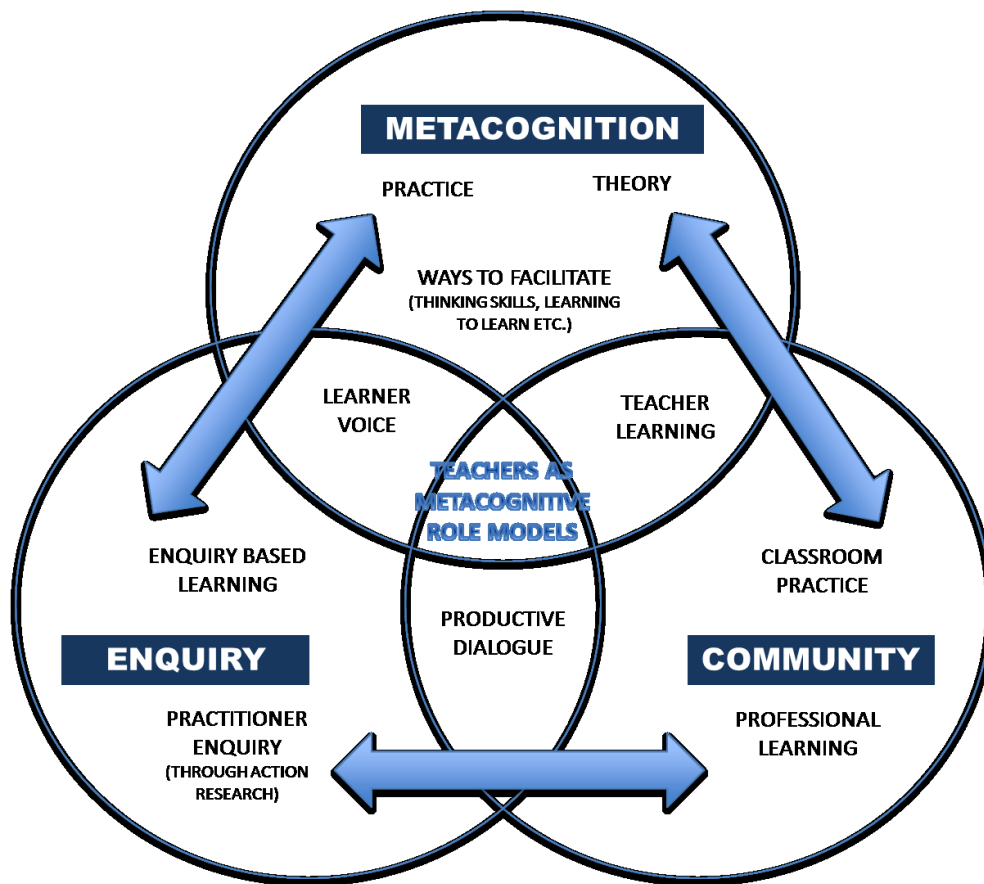 METACOGNITION
PRACTICE
THEORY
WAYS TO FACILITATE
(THINKING SKILLS, LEARNING
TO LEARN ETC.)
LEARNER
VOICE
TEACHER
LEARNING
TEACHERS AS
METACOGNITIVE
ROLE MODELS
ENQUIRY BASED
LEARNING
CLASSROOM
PRACTICE
PRODUCTIVE
DIALOGUE
ENQUIRY
COMMUNITY
PRACTITIONER
ENQUIRY
(THROUGH ACTION
RESEARCH)
PROFESSIONAL
LEARNING